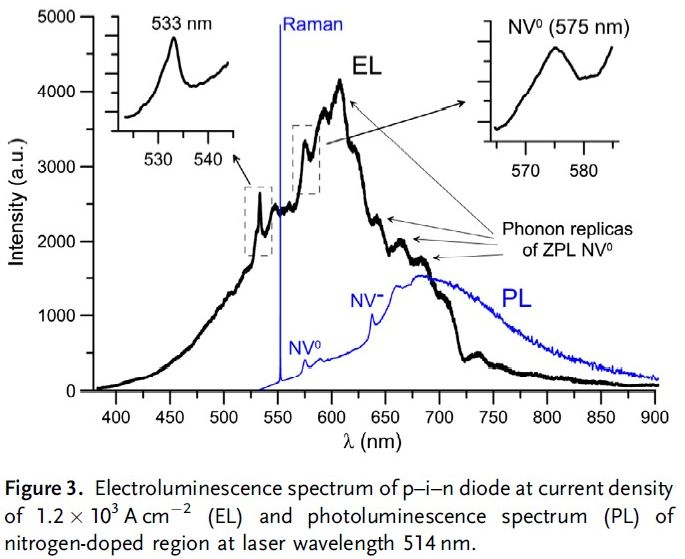 5000
4000
3000
2000
1000
0
Intensity (a.u.)
533 nm
530 540
Raman
EL
NV⁰ (575 nm)
570 580
Phonon replicas
of ZPL NV⁰
NV⁻
NV⁰
PL
400 450 500 550 600 650 700 750 800 850 900
λ (nm)
Figure 3. Electroluminescence spectrum of p–i–n diode at current density
of 1.2 × 10³ A cm⁻² (EL) and photoluminescence spectrum (PL) of
nitrogen-doped region at laser wavelength 514 nm.